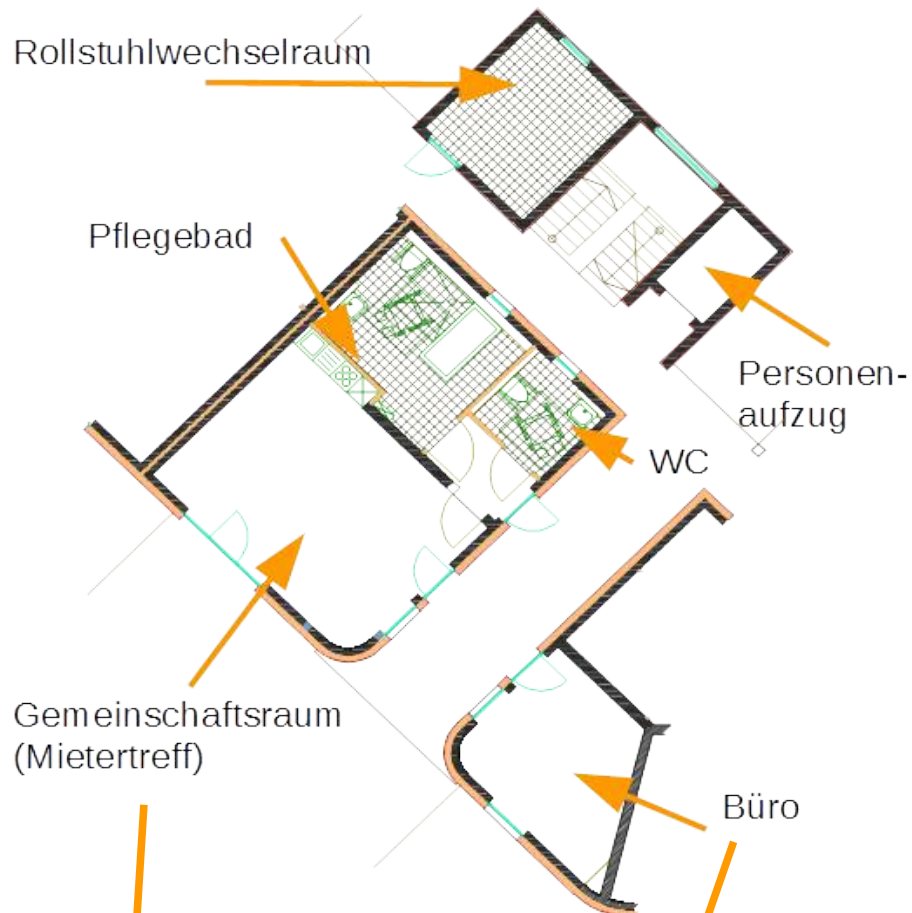 Rollstuhlwechselraum
Pflegebad
Personen-
aufzug
WC
Gemeinschaftsraum
(Mietertreff)
Büro